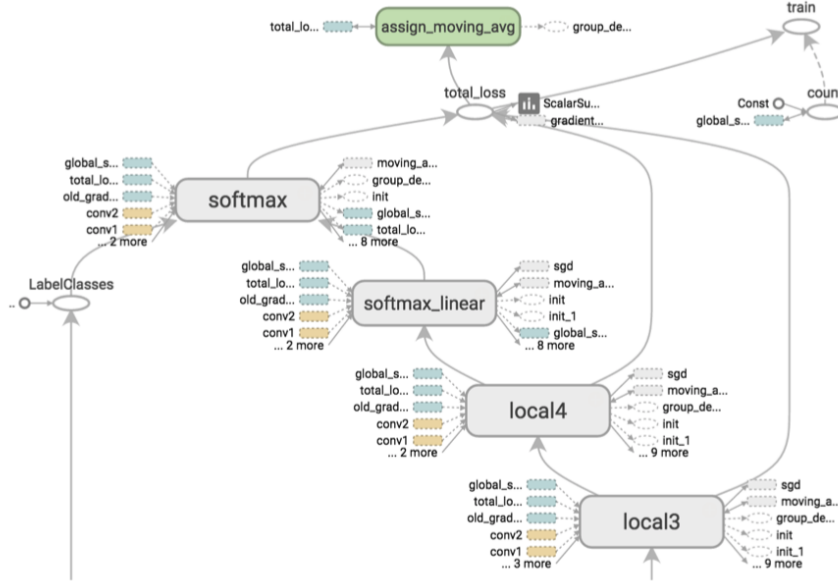 train
total_lo...
assign_moving_avg
group_de...
total_loss
ScalarSu...
gradient...
Const
coun
global_s...
global_s...
total_lo...
old_grad...
conv2
conv1
... 2 more
softmax
moving_a...
group_de...
init
global_s...
total_lo...
... 8 more
LabelClasses
..
global_s...
total_lo...
old_grad...
conv2
conv1
... 2 more
softmax_linear
sgd
moving_a...
init
init_1
global_s...
... 8 more
global_s...
total_lo...
old_grad...
conv2
conv1
... 2 more
local4
sgd
moving_a...
group_de...
init
init_1
... 9 more
global_s...
total_lo...
old_grad...
conv2
conv1
... 3 more
local3
sgd
moving_a...
group_de...
init
init_1
... 9 more